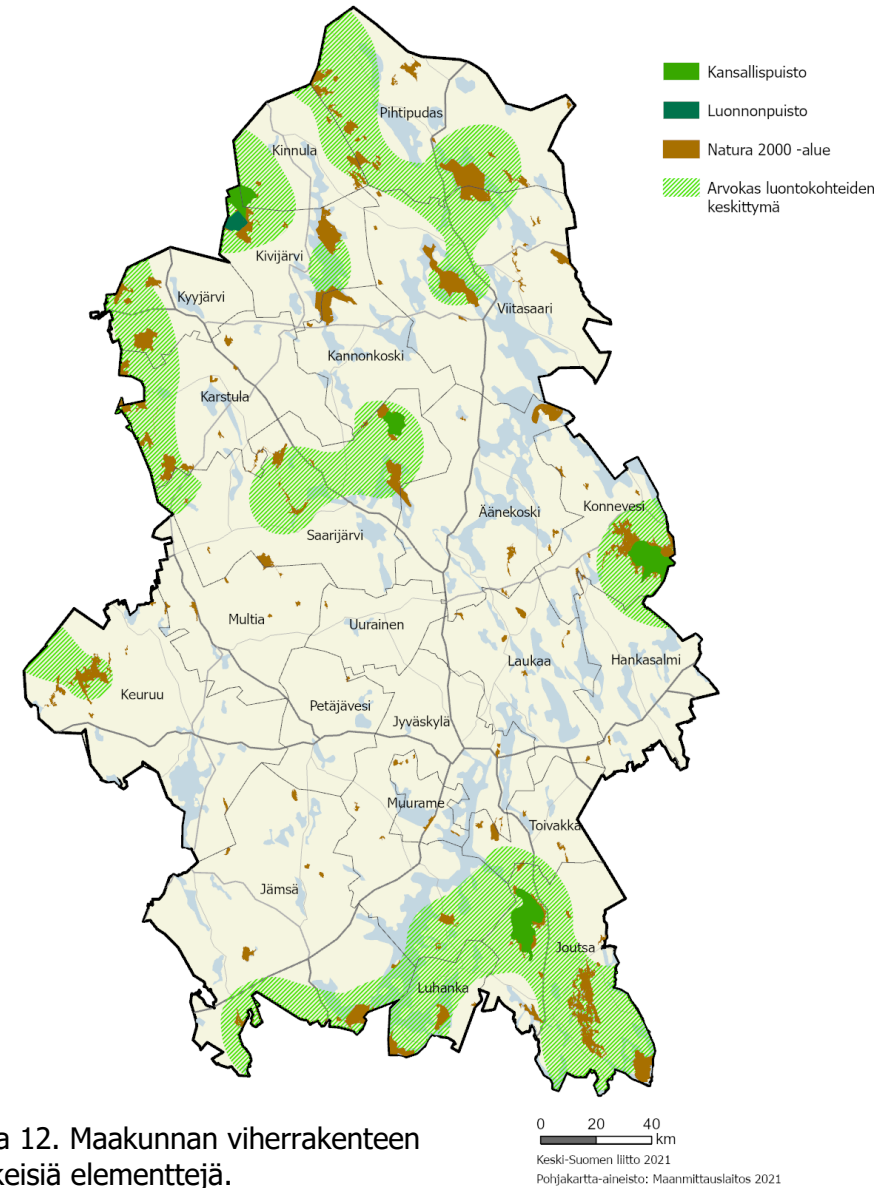 Kansallispuisto
Luonnonpuisto
Natura 2000 -alue
Arvokas luontokohteiden
keskittymä
Pihtipudas
Kinnula
Kivijärvi
Kyyjärvi
Viitasaari
Kannonkoski
Karstula
Konnevesi
Äänekoski
Saarijärvi
Multia
Uurainen
Laukaa
Hankasalmi
Keuruu
Petäjävesi
Jyväskylä
Muurame
Toivakka
Jämsä
Joutsa
Luhanka
0 20 40
km
Keski-Suomen liitto 2021
Pohjakartta-aineisto: Maanmittauslaitos 2021
a 12. Maakunnan viherrakenteen
keisiä elementtejä.